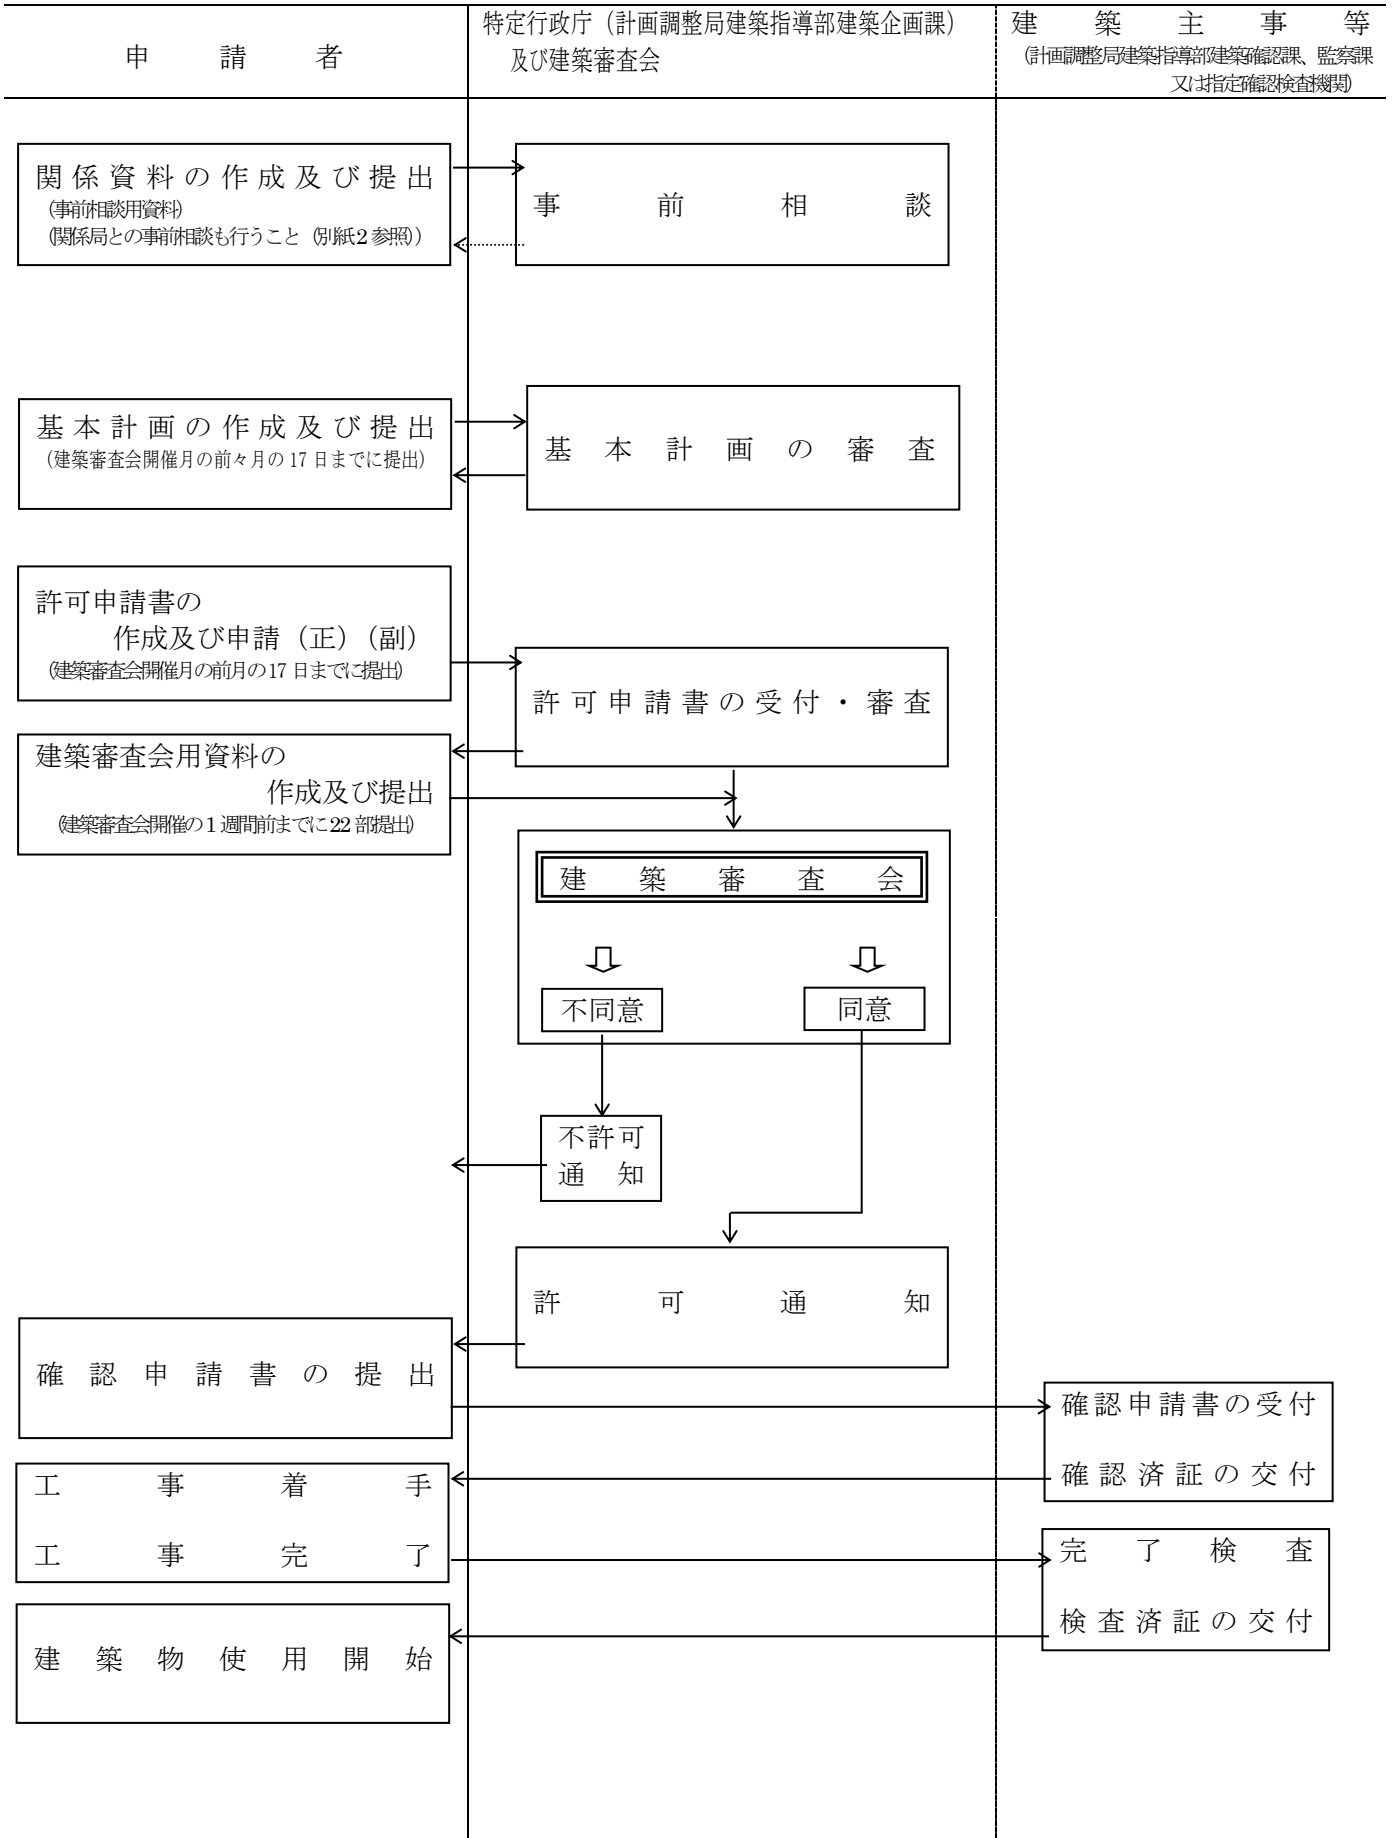 申請者
特定行政庁（計画調整局建築指導部建築企画課）
及び建築審査会
建築主事等
（計画調整局建築指導部建築確認課、監察課
又は指定確認検査機関）
関係資料の作成及び提出
（事前相談用資料）
（関係局との事前相談も行うこと（別紙2参照））
事前相談
基本計画の作成及び提出
（建築審査会開催月の前々月の17日までに提出）
基本計画の審査
許可申請書の
作成及び申請（正）（副）
（建築審査会開催月の前月の17日までに提出）
許可申請書の受付・審査
建築審査会用資料の
作成及び提出
（建築審査会開催の1週間前までに22部提出）
建築審査会
不同意
同意
不許可
通知
許可通知
確認申請書の提出
確認申請書の受付
確認済証の交付
工事着手
工事完了
完了検査
検査済証の交付
建築物使用開始